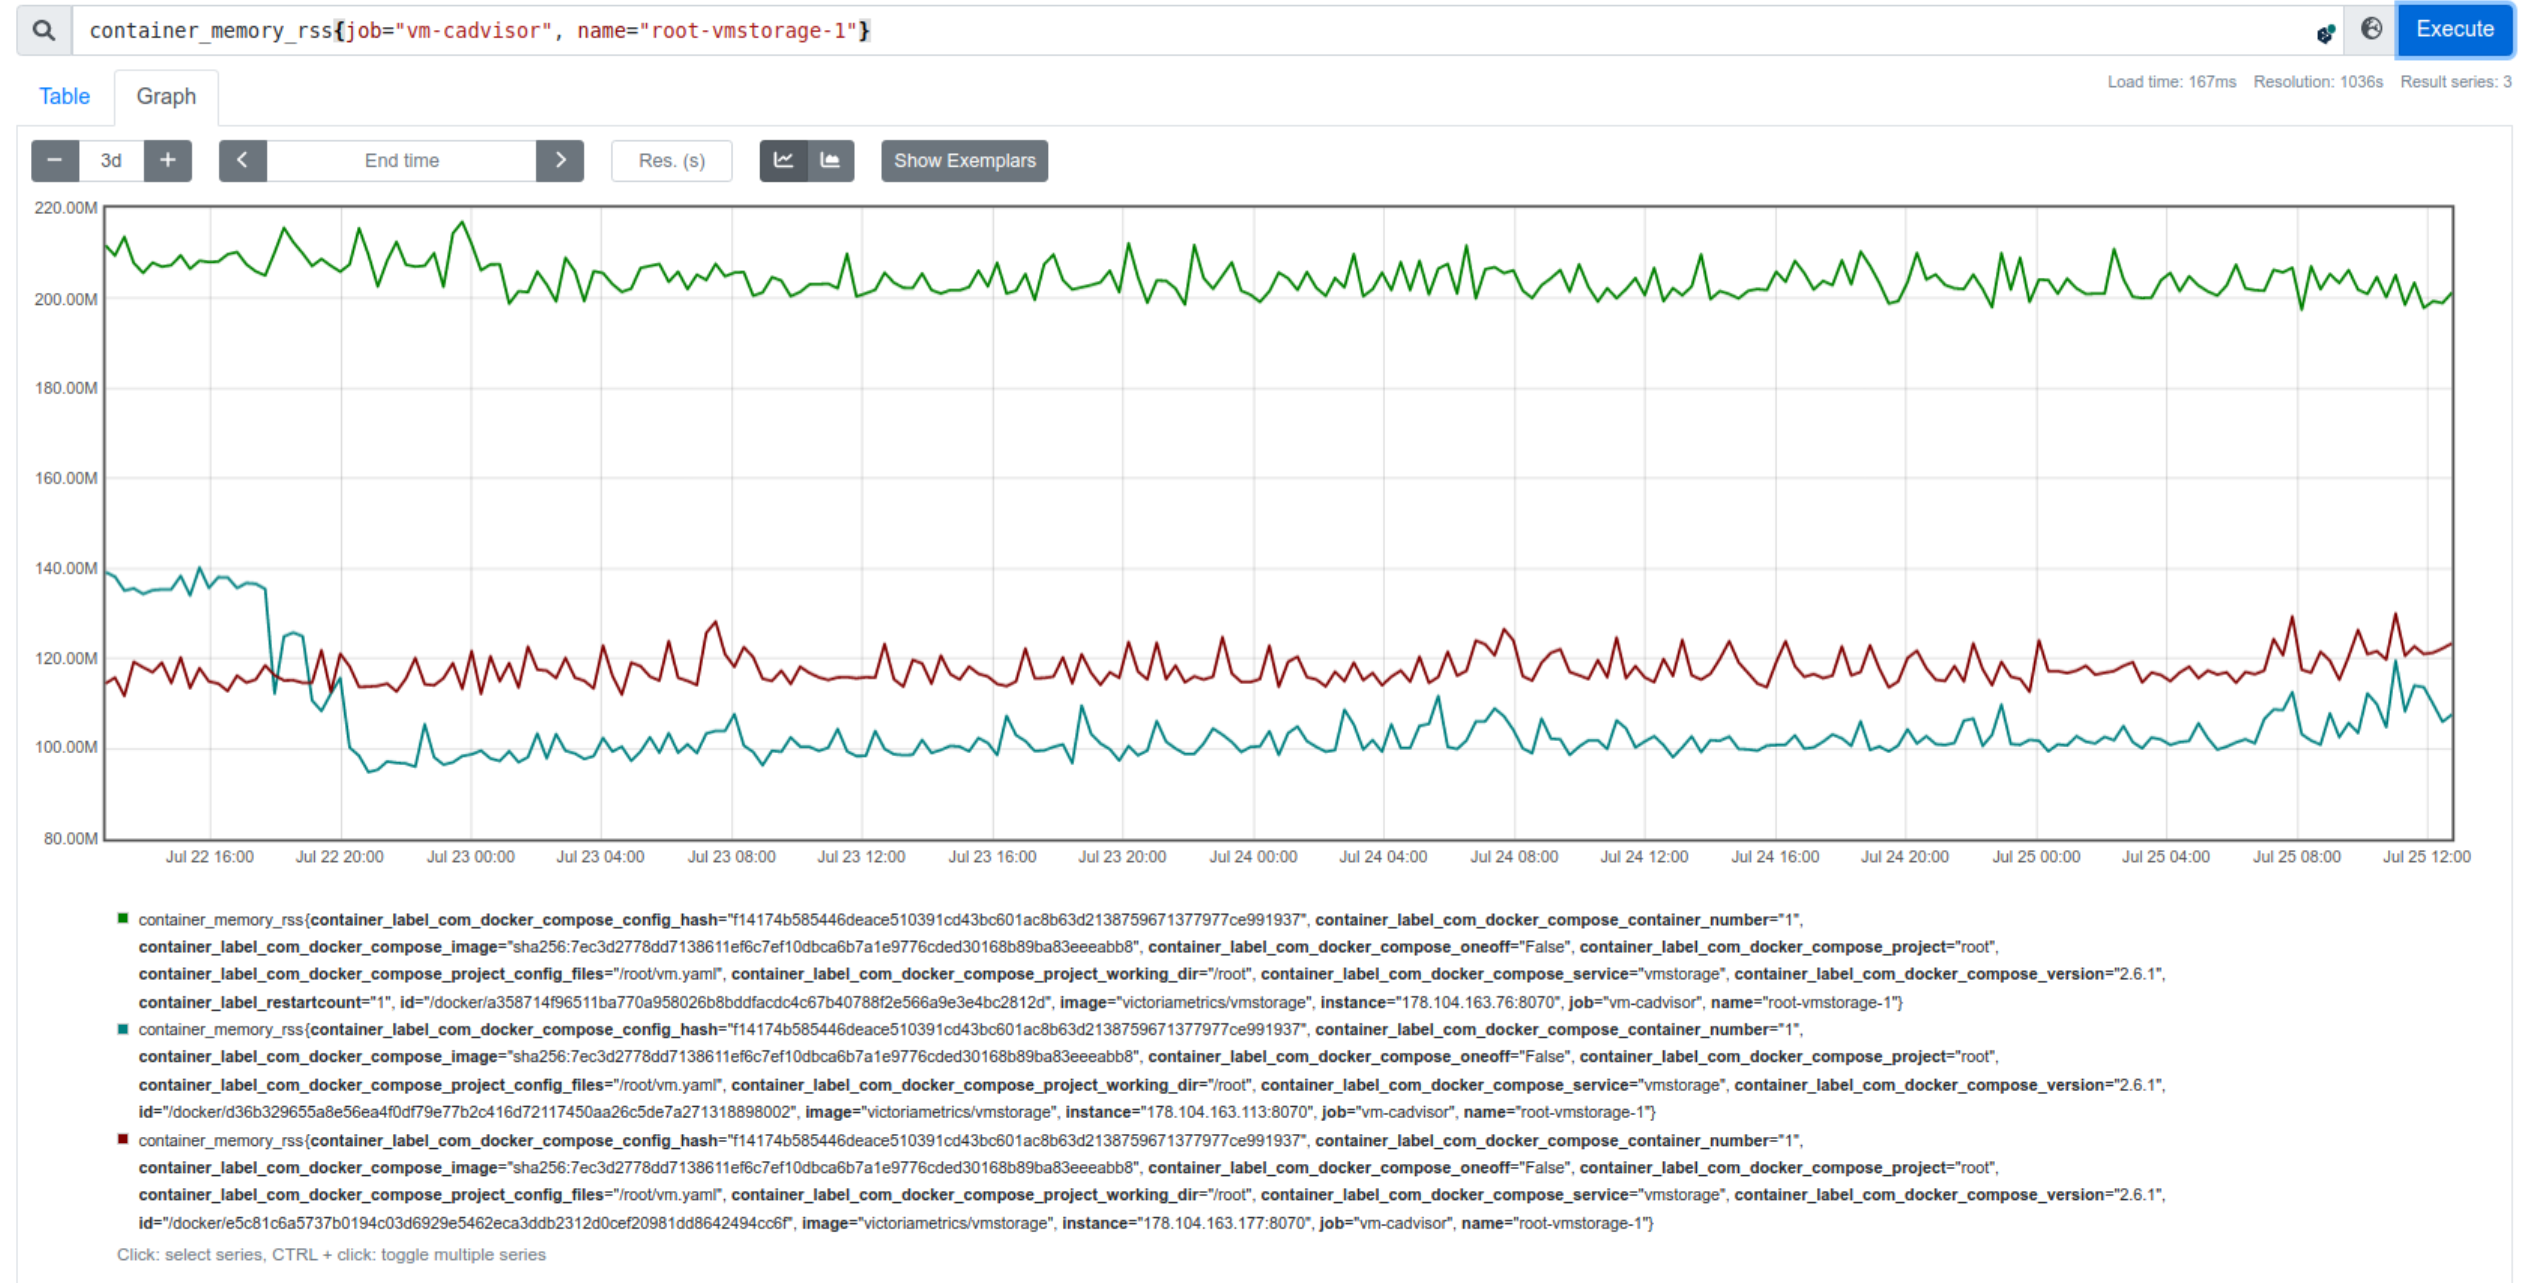 container_memory_rss{job="vm-cadvisor", name="root-vmstorage-1"}
Execute
Table
Graph
Load time: 167ms Resolution: 1036s Result series: 3
3d
End time
Res. (s)
Show Exemplars
220.00M
200.00M
180.00M
160.00M
140.00M
120.00M
100.00M
80.00M
Jul 22 16:00 Jul 22 20:00 Jul 23 00:00 Jul 23 04:00 Jul 23 08:00 Jul 23 12:00 Jul 23 16:00 Jul 23 20:00 Jul 24 00:00 Jul 24 04:00 Jul 24 08:00 Jul 24 12:00 Jul 24 16:00 Jul 24 20:00 Jul 25 00:00 Jul 25 04:00 Jul 25 08:00 Jul 25 12:00
container_memory_rss{container_label_com_docker_compose_config_hash="f14174b585446deace510391cd43bc601ac8b63d2138759671377977ce991937", container_label_com_docker_compose_container_number="1",
container_label_com_docker_compose_image="sha256:7ec3d2778dd7138611ef6c7ef10dbca6b7a1e9776cded30168b89ba83eeeabb8", container_label_com_docker_compose_oneoff="False", container_label_com_docker_compose_project="root",
container_label_com_docker_compose_project_config_files="/root/vm.yaml", container_label_com_docker_compose_project_working_dir="/root", container_label_com_docker_compose_service="vmstorage", container_label_com_docker_compose_version="2.6.1",
container_label_restartcount="1", id="/docker/a358714f96511ba770a958026b8bddfacdc4c67b40788f2e566a9e3e4bc2812d", image="victoriametrics/vmstorage", instance="178.104.163.76:8070", job="vm-cadvisor", name="root-vmstorage-1"}
container_memory_rss{container_label_com_docker_compose_config_hash="f14174b585446deace510391cd43bc601ac8b63d2138759671377977ce991937", container_label_com_docker_compose_container_number="1",
container_label_com_docker_compose_image="sha256:7ec3d2778dd7138611ef6c7ef10dbca6b7a1e9776cded30168b89ba83eeeabb8", container_label_com_docker_compose_oneoff="False", container_label_com_docker_compose_project="root",
container_label_com_docker_compose_project_config_files="/root/vm.yaml", container_label_com_docker_compose_project_working_dir="/root", container_label_com_docker_compose_service="vmstorage", container_label_com_docker_compose_version="2.6.1",
id="/docker/d36b329655a8e56ea4f0df79e77b2c416d72117450aa26c5de7a271318898002", image="victoriametrics/vmstorage", instance="178.104.163.113:8070", job="vm-cadvisor", name="root-vmstorage-1"}
container_memory_rss{container_label_com_docker_compose_config_hash="f14174b585446deace510391cd43bc601ac8b63d2138759671377977ce991937", container_label_com_docker_compose_container_number="1",
container_label_com_docker_compose_image="sha256:7ec3d2778dd7138611ef6c7ef10dbca6b7a1e9776cded30168b89ba83eeeabb8", container_label_com_docker_compose_oneoff="False", container_label_com_docker_compose_project="root",
container_label_com_docker_compose_project_config_files="/root/vm.yaml", container_label_com_docker_compose_project_working_dir="/root", container_label_com_docker_compose_service="vmstorage", container_label_com_docker_compose_version="2.6.1",
id="/docker/e5c81c6a5737b0194c03d6929e5462eca3ddb2312d0cef20981dd8642494cc6f", image="victoriametrics/vmstorage", instance="178.104.163.177:8070", job="vm-cadvisor", name="root-vmstorage-1"}
Click: select series, CTRL + click: toggle multiple series